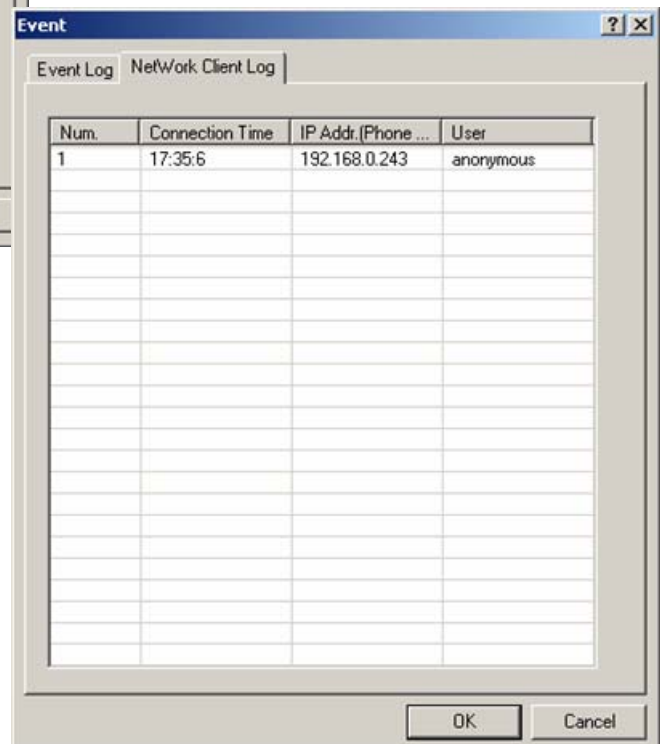 Event
Event Log NetWork Client Log
Num. Connection Time IP Addr.(Phone ... User
1 17:35:6 192.168.0.243 anonymous
OK Cancel